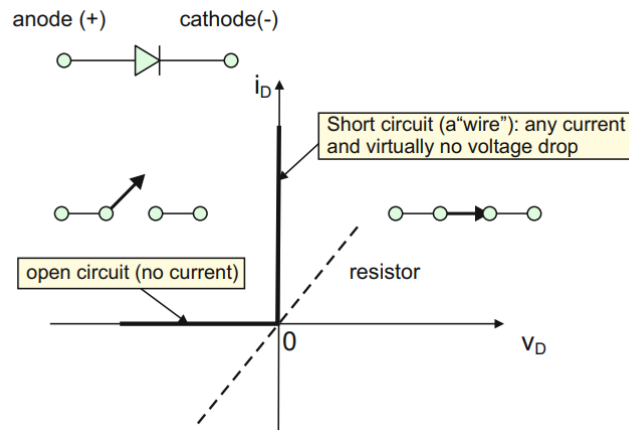 anode (+)
cathode(-)
iD
Short circuit (a“wire”): any current
and virtually no voltage drop
open circuit (no current)
resistor
0
vD